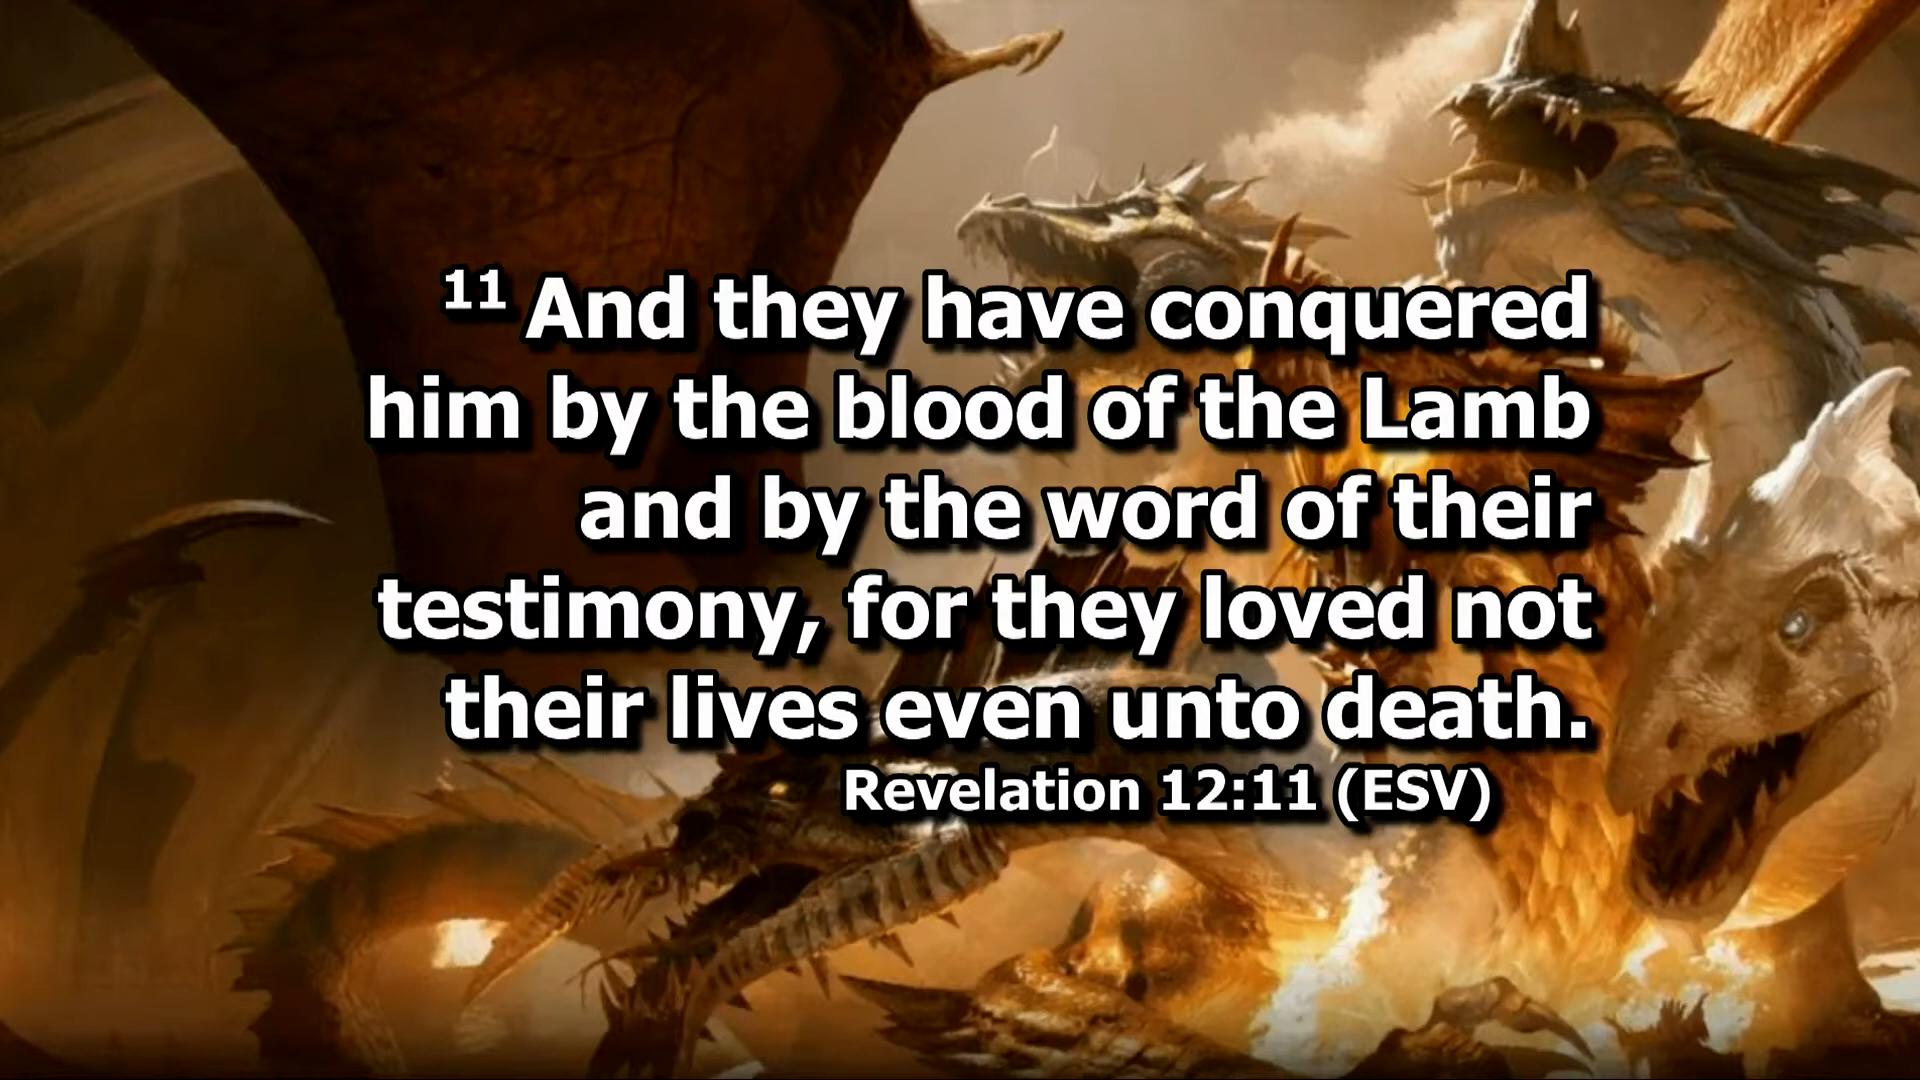 11 And they have conquered
him by the blood of the Lamb
and by the word of their
testimony, for they loved not
their lives even unto death.
Revelation 12:11 (ESV)